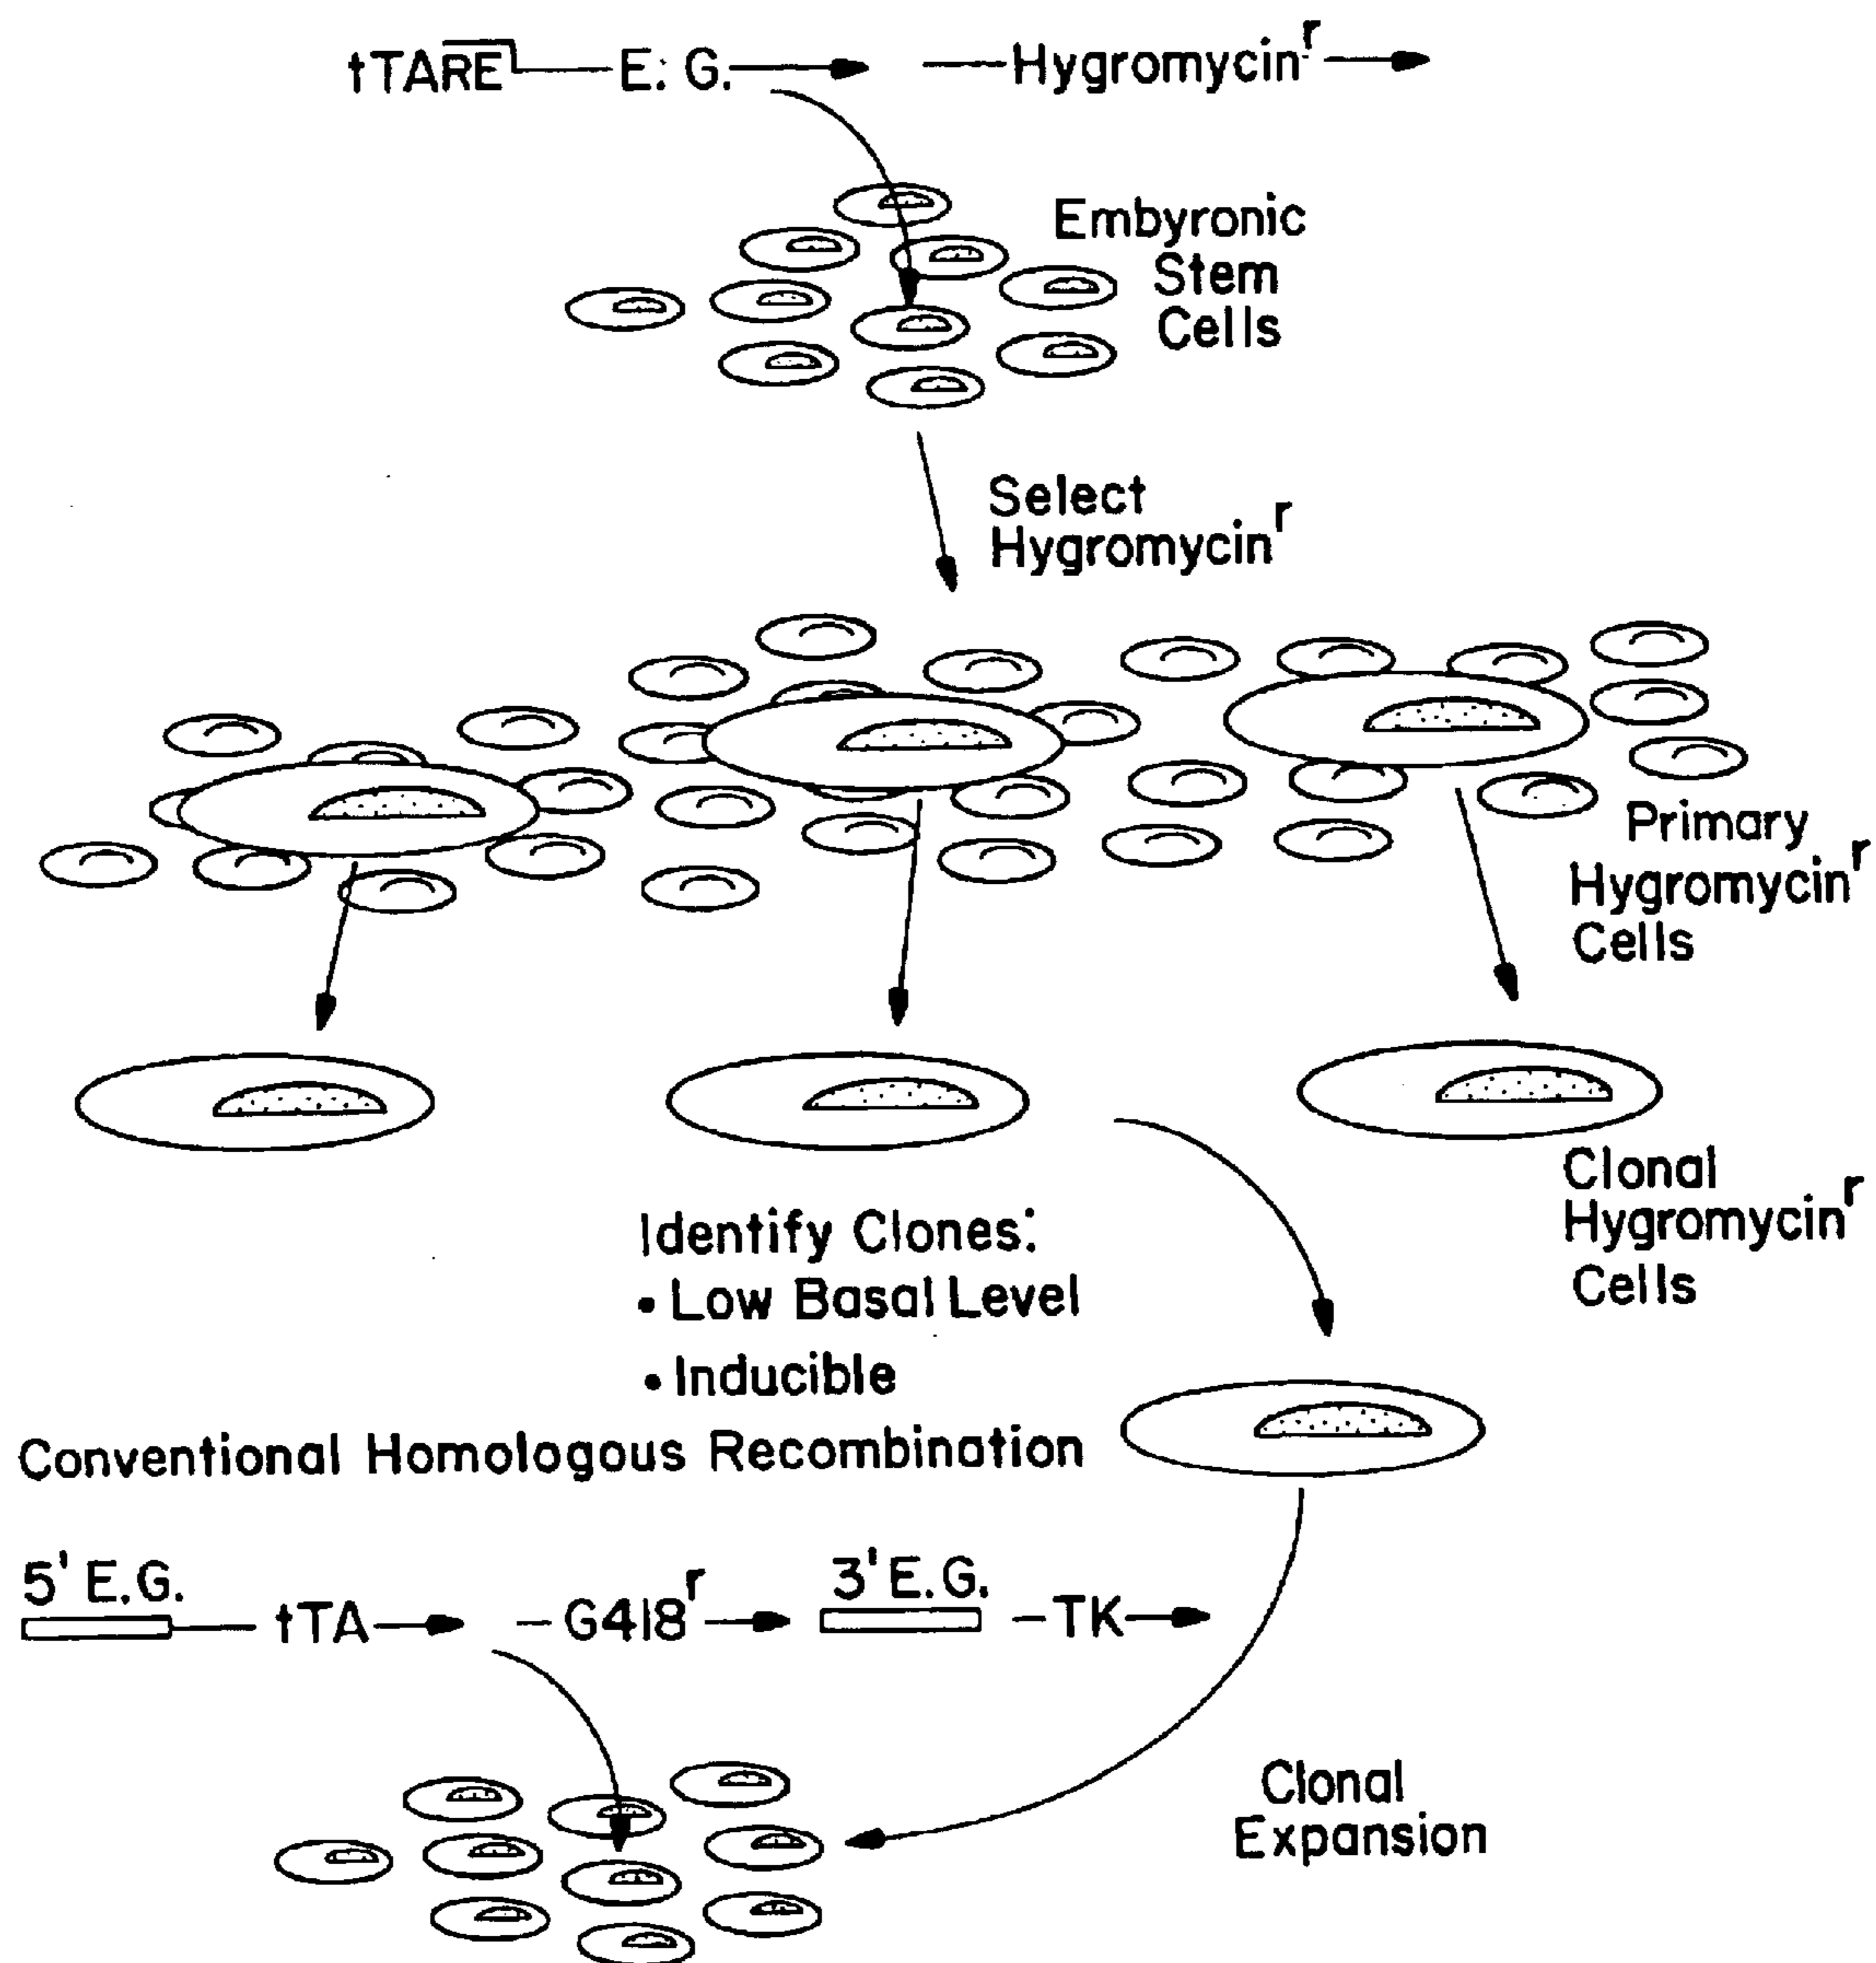 tTARE E. G. Hygromycin^r
Embyronic
Stem
Cells
Select
Hygromycin^r
Primary
Hygromycin^r
Cells
Clonal
Hygromycin^r
Cells
Identify Clones:
• Low Basal Level
• Inducible
Conventional Homologous Recombination
5' E.G. tTA G418^r 3' E.G. TK
Clonal
Expansion